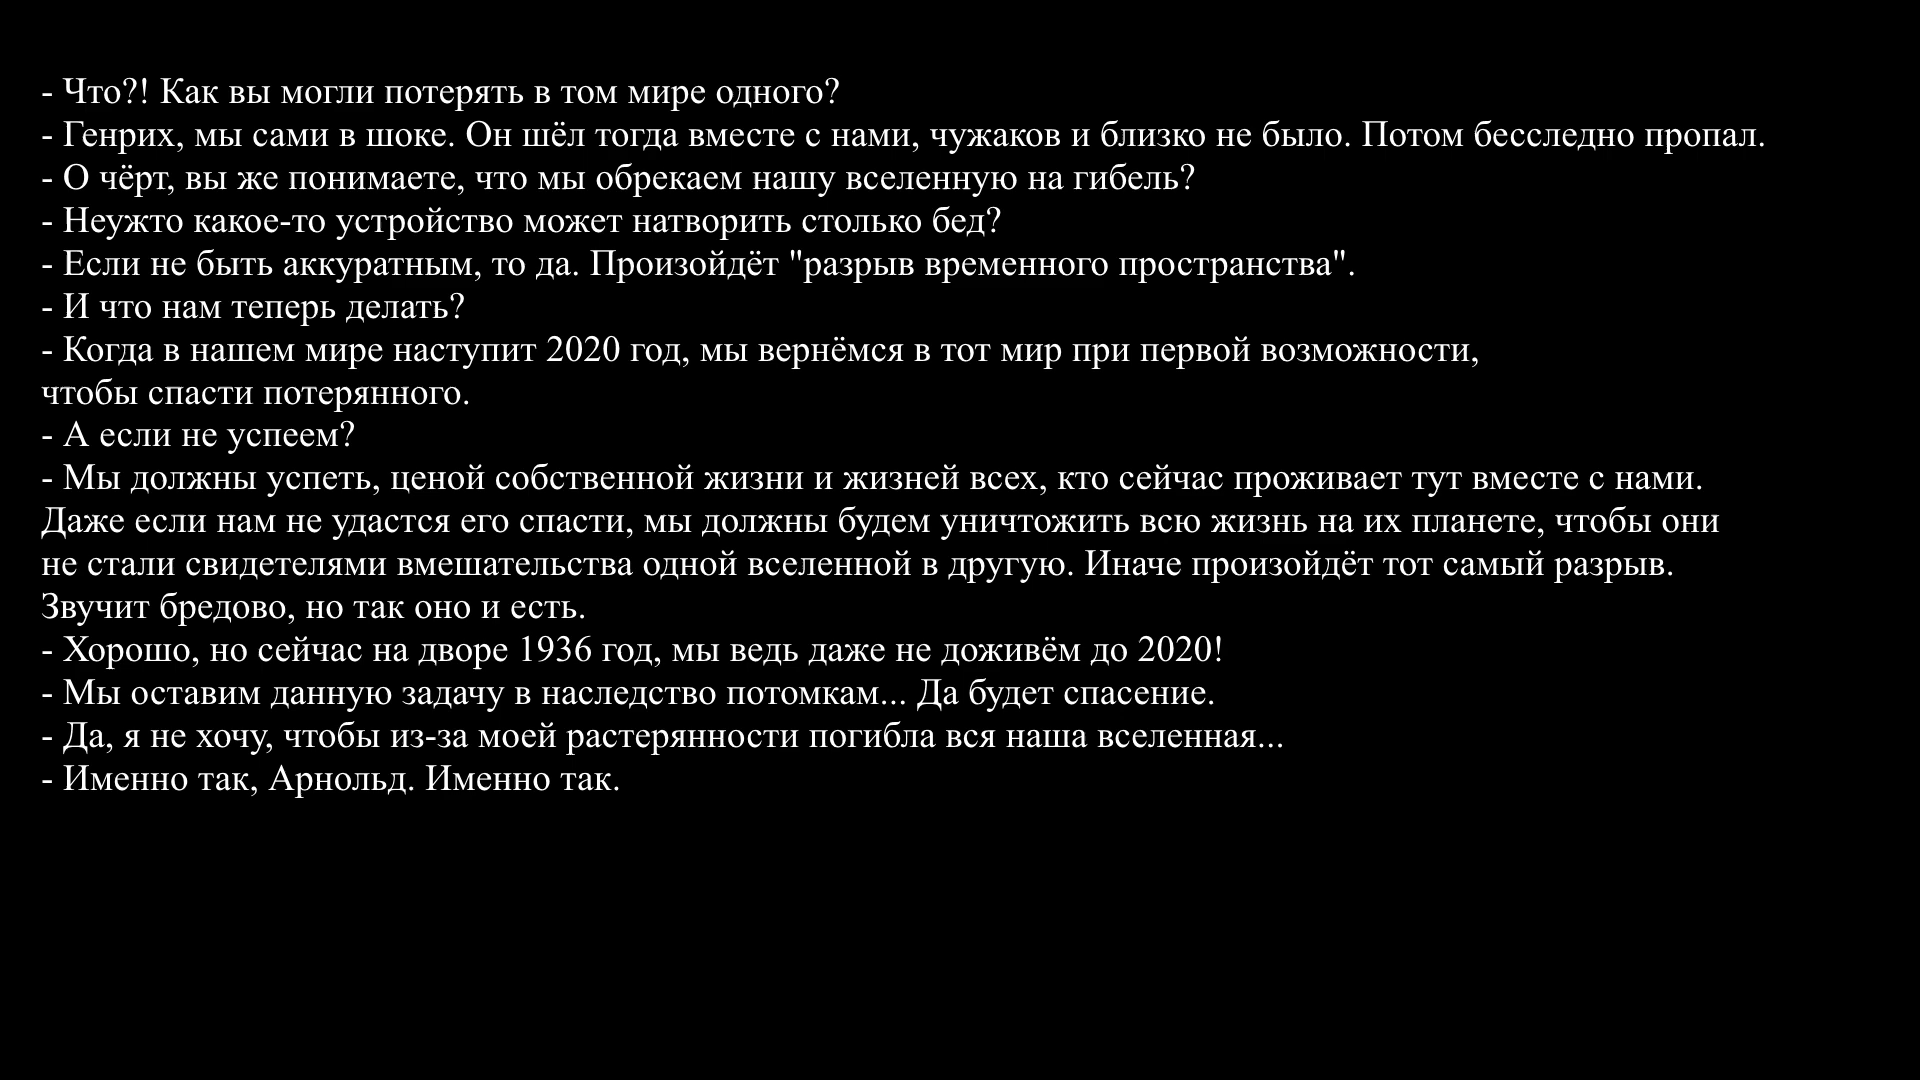 - Что?! Как вы могли потерять в том мире одного?
- Генрих, мы сами в шоке. Он шёл тогда вместе с нами, чужаков и близко не было. Потом бесследно пропал.
- О чёрт, вы же понимаете, что мы обрекаем нашу вселенную на гибель?
- Неужто какое-то устройство может натворить столько бед?
- Если не быть аккуратным, то да. Произойдёт "разрыв временного пространства".
- И что нам теперь делать?
- Когда в нашем мире наступит 2020 год, мы вернёмся в тот мир при первой возможности,
чтобы спасти потерянного.
- А если не успеем?
- Мы должны успеть, ценой собственной жизни и жизней всех, кто сейчас проживает тут вместе с нами.
Даже если нам не удастся его спасти, мы должны будем уничтожить всю жизнь на их планете, чтобы они
не стали свидетелями вмешательства одной вселенной в другую. Иначе произойдёт тот самый разрыв.
Звучит бредово, но так оно и есть.
- Хорошо, но сейчас на дворе 1936 год, мы ведь даже не доживём до 2020!
- Мы оставим данную задачу в наследство потомкам... Да будет спасение.
- Да, я не хочу, чтобы из-за моей растерянности погибла вся наша вселенная...
- Именно так, Арнольд. Именно так.